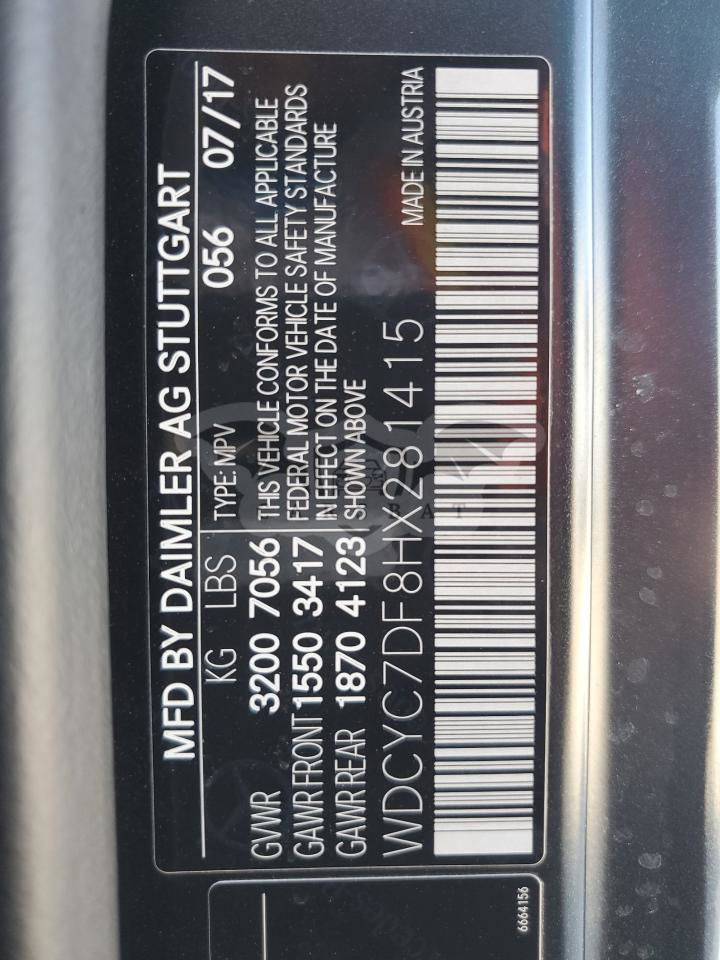 MFD BY DAIMLER AG STUTTGART
056 07/17
KG LBS TYPE: MPV
GVWR 3200 7056 THIS VEHICLE CONFORMS TO ALL APPLICABLE
GAWR FRONT 1550 3417 FEDERAL MOTOR VEHICLE SAFETY STANDARDS
GAWR REAR 1870 4123 IN EFFECT ON THE DATE OF MANUFACTURE
SHOWN ABOVE
WDCYC7DF8HX281415 MADE IN AUSTRIA
6664156
BAT